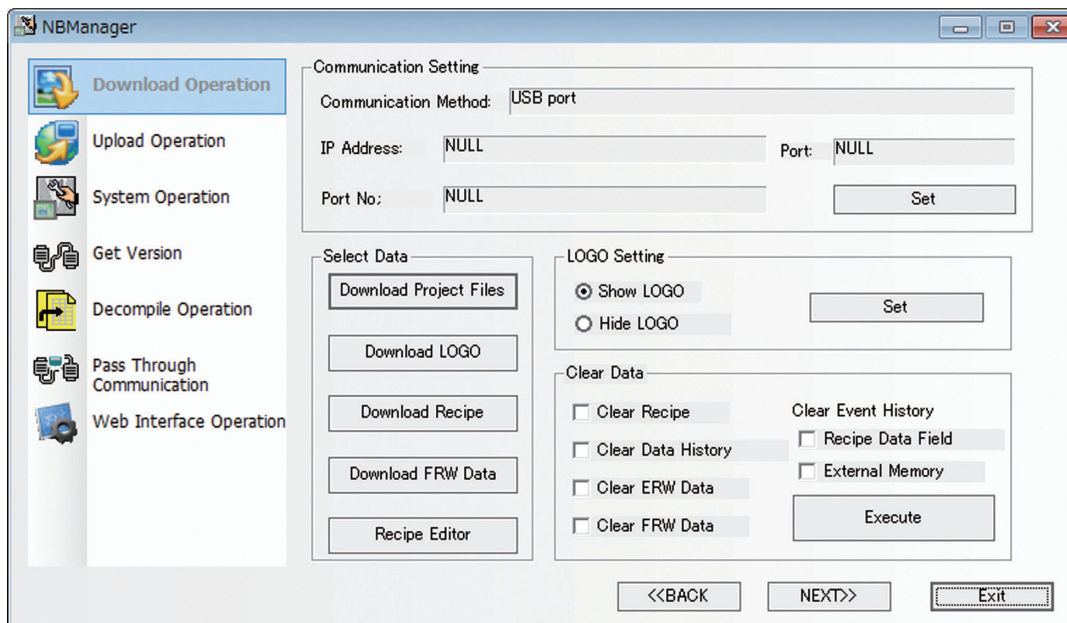 NBManager
Download Operation
Upload Operation
System Operation
Get Version
Decompile Operation
Pass Through
Communication
Web Interface Operation
Communication Setting
Communication Method: USB port
IP Address: NULL Port: NULL
Port No; NULL Set
Select Data
Download Project Files
Download LOGO
Download Recipe
Download FRW Data
Recipe Editor
LOGO Setting
Show LOGO
Hide LOGO
Set
Clear Data
Clear Recipe
Clear Data History
Clear ERW Data
Clear FRW Data
Clear Event History
Recipe Data Field
External Memory
Execute
<<BACK NEXT>> Exit